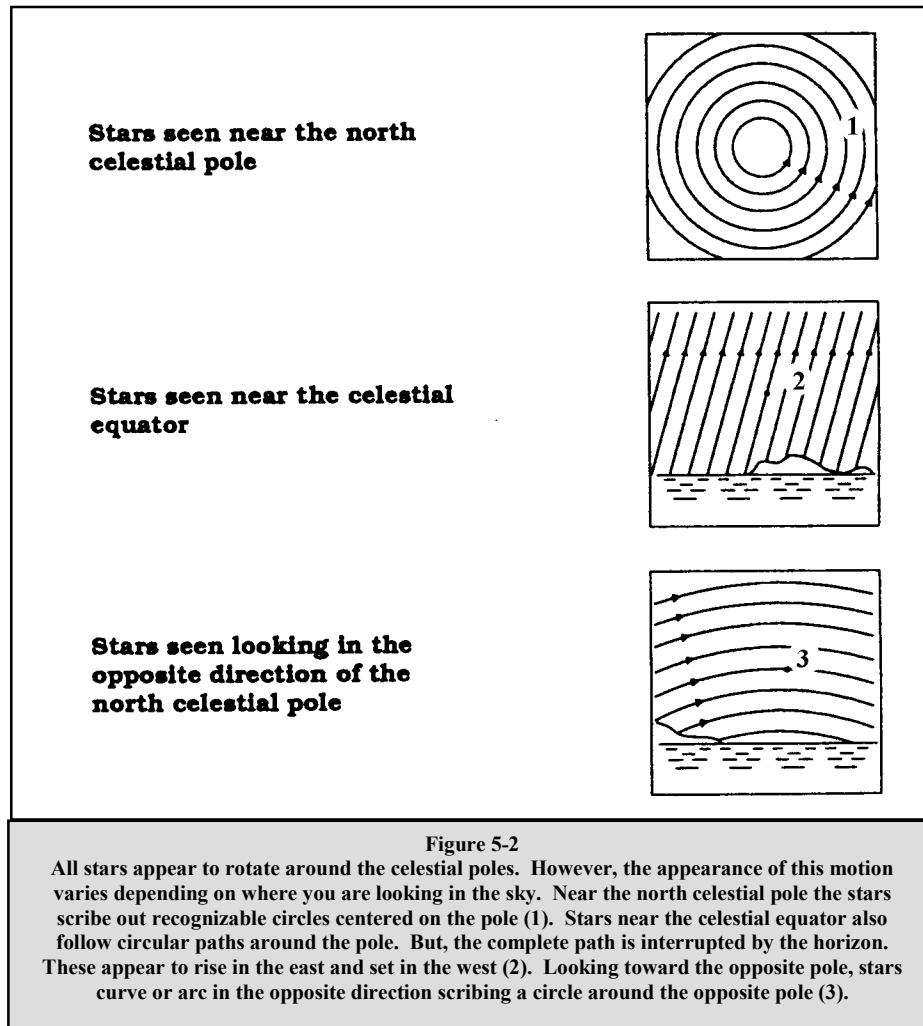 Stars seen near the north
celestial pole
1
Stars seen near the celestial
equator
2
Stars seen looking in the
opposite direction of the
north celestial pole
3
Figure 5-2
All stars appear to rotate around the celestial poles. However, the appearance of this motion
varies depending on where you are looking in the sky. Near the north celestial pole the stars
scribe out recognizable circles centered on the pole (1). Stars near the celestial equator also
follow circular paths around the pole. But, the complete path is interrupted by the horizon.
These appear to rise in the east and set in the west (2). Looking toward the opposite pole, stars
curve or arc in the opposite direction scribing a circle around the opposite pole (3).